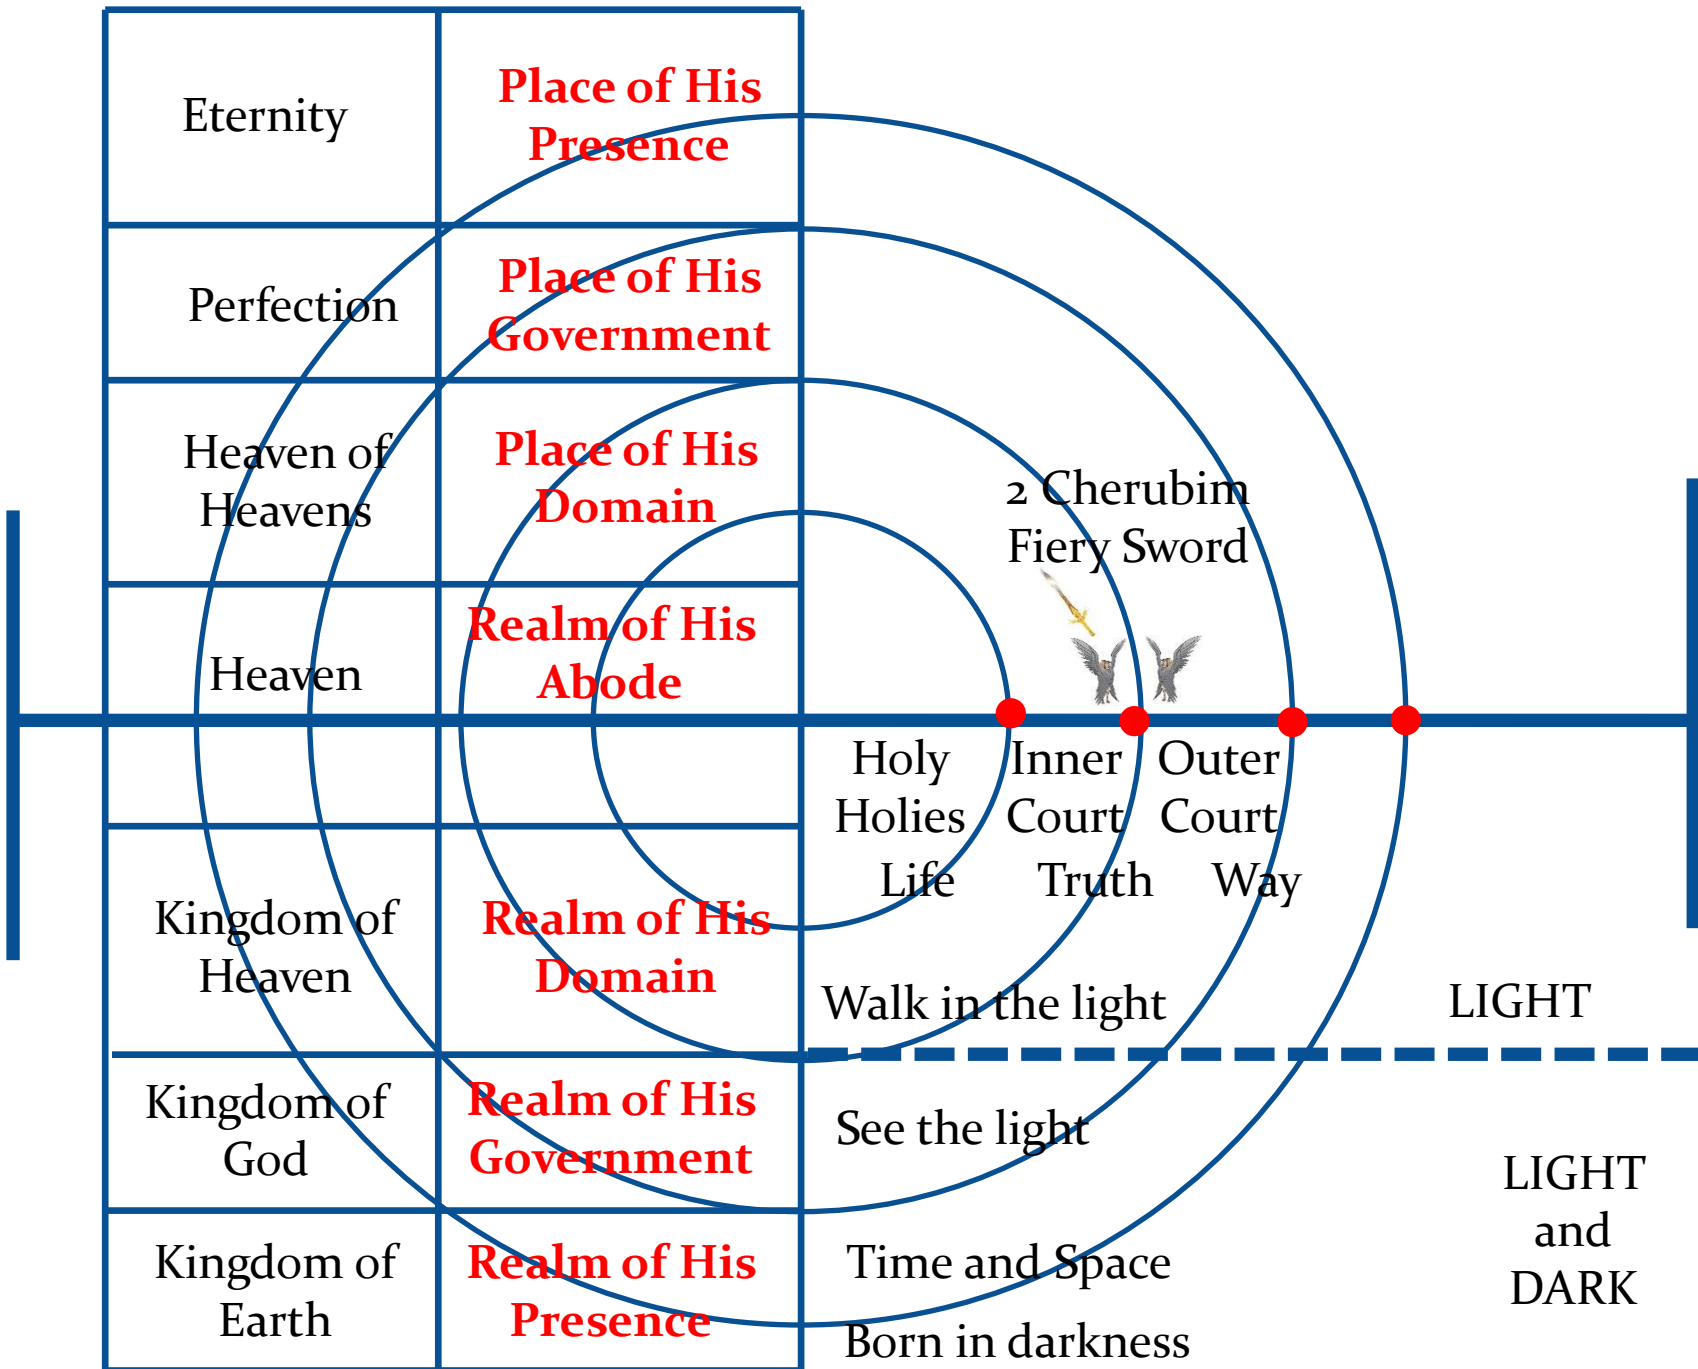 Eternity
Place of His
Presence
Perfection
Place of His
Government
Heaven of
Heavens
Place of His
Domain
2 Cherubim
Fiery Sword
Heaven
Realm of His
Abode
Holy
Holies
Inner
Court
Outer
Court
Life
Truth
Way
Kingdom of
Heaven
Realm of His
Domain
Walk in the light
LIGHT
Kingdom of
God
Realm of His
Government
See the light
LIGHT
and
DARK
Kingdom of
Earth
Realm of His
Presence
Time and Space
Born in darkness